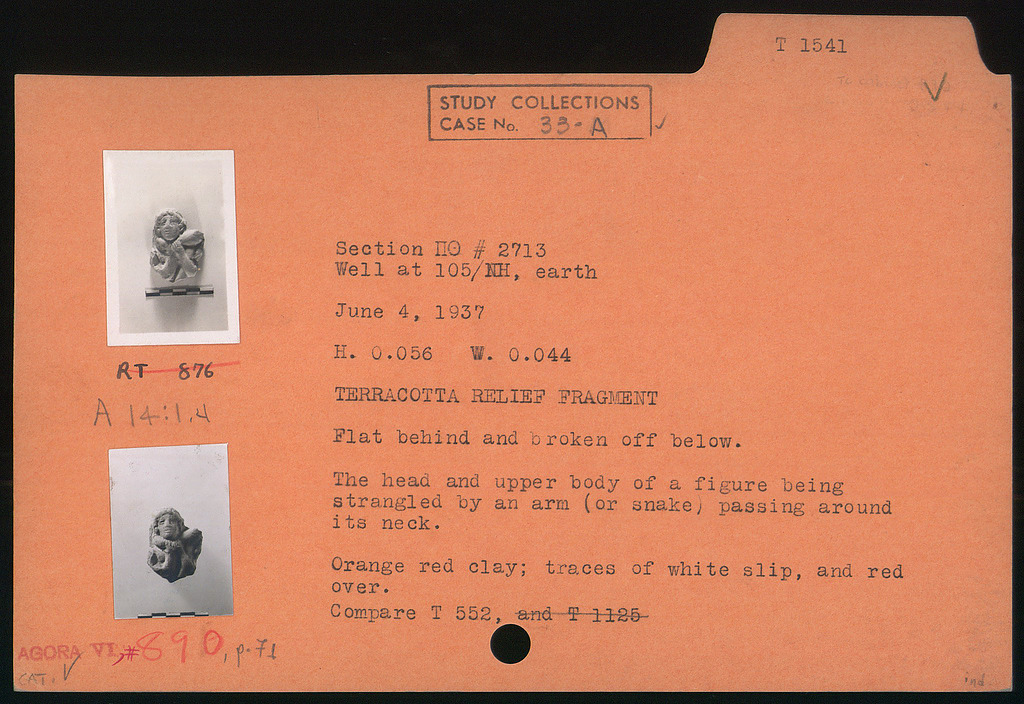 T 1541
STUDY COLLECTIONS
CASE No. 33-A
Section ΠΘ # 2713
Well at 105/NH, earth
June 4, 1937
H. 0.056 W. 0.044
TERRACOTTA RELIEF FRAGMENT
Flat behind and broken off below.
The head and upper body of a figure being
strangled by an arm (or snake) passing around
its neck.
Orange red clay; traces of white slip, and red
over.
Compare T 552, and T 1125
RT 876
A 14:1.4
AGORA VI, #890, p. 71
CAT.
ind.